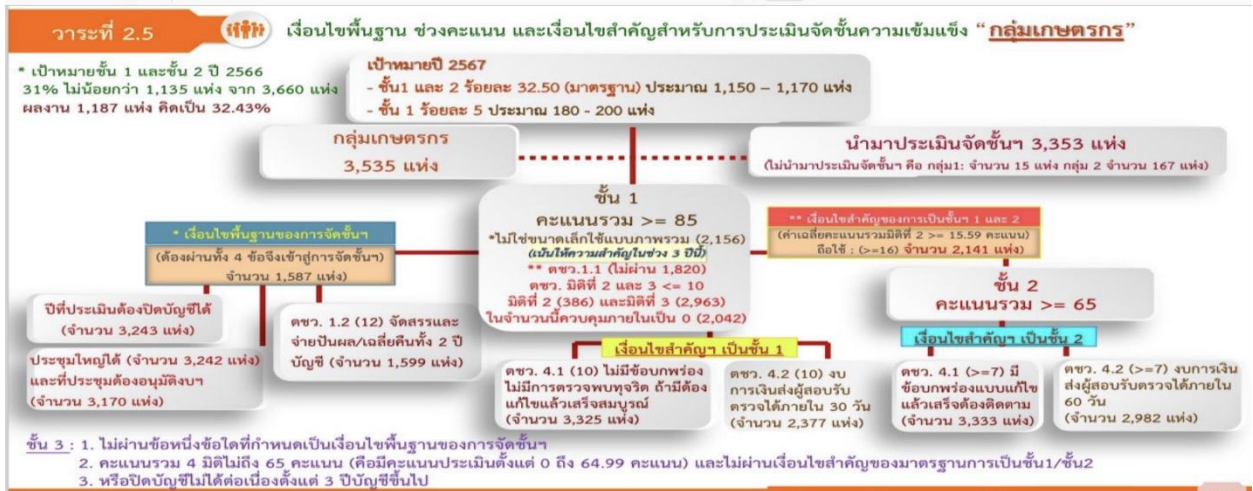 วาระที่ 2.5
เงื่อนไขพื้นฐาน ช่วงคะแนน และเงื่อนไขสำคัญสำหรับการประเมินจัดชั้นความเข้มแข็ง “กลุ่มเกษตรกร”
* เป้าหมายชั้น 1 และชั้น 2 ปี 2566
31% ไม่น้อยกว่า 1,135 แห่ง จาก 3,660 แห่ง
ผลงาน 1,187 แห่ง คิดเป็น 32.43%
เป้าหมายปี 2567
- ชั้น1 และ 2 ร้อยละ 32.50 (มาตรฐาน) ประมาณ 1,150 – 1,170 แห่ง
- ชั้น 1 ร้อยละ 5 ประมาณ 180 - 200 แห่ง
กลุ่มเกษตรกร
3,535 แห่ง
นำมาประเมินจัดชั้นฯ 3,353 แห่ง
(ไม่นำมาประเมินจัดชั้นฯ คือ กลุ่ม1: จำนวน 15 แห่ง กลุ่ม 2 จำนวน 167 แห่ง)
ชั้น 1
คะแนนรวม >= 85
*ไม่ใช่ขนาดเล็กใช้แบบภาพรวม (2,156)
(เน้นให้ความสำคัญในช่วง 3 ปีนี้)
** ตชว.1.1 (ไม่ผ่าน 1,820)
ตชว. มิติที่ 2 และ 3 <= 10
มิติที่ 2 (386) และมิติที่ 3 (2,963)
ในจำนวนนี้ควบคุมภายในเป็น 0 (2,042)
* เงื่อนไขพื้นฐานของการจัดชั้นฯ
(ต้องผ่านทั้ง 4 ข้อจึงเข้าสู่การจัดชั้นฯ)
จำนวน 1,587 แห่ง)
** เงื่อนไขสำคัญของการเป็นชั้นฯ 1 และ 2
(ค่าเฉลี่ยคะแนนรวมมิติที่ 2 >= 15.59 คะแนน)
ถือใช้ : (>=16) จำนวน 2,141 แห่ง)
ชั้น 2
คะแนนรวม >= 65
ปีที่ประเมินต้องปิดบัญชีได้
(จำนวน 3,243 แห่ง)
ประชุมใหญ่ได้ (จำนวน 3,242 แห่ง)
และที่ประชุมต้องอนุมัติงบฯ
(จำนวน 3,170 แห่ง)
ตชว. 1.2 (12) จัดสรรและ
จ่ายปันผล/เฉลี่ยคืนทั้ง 2 ปี
บัญชี (จำนวน 1,599 แห่ง)
เงื่อนไขสำคัญฯ เป็นชั้น 1
ตชว. 4.1 (10) ไม่มีข้อบกพร่อง
ไม่มีการตรวจพบทุจริต ถ้ามีต้อง
แก้ไขแล้วเสร็จสมบูรณ์
(จำนวน 3,325 แห่ง)
ตชว. 4.2 (10) งบ
การเงินส่งผู้สอบรับ
ตรวจได้ภายใน 30 วัน
(จำนวน 2,377 แห่ง)
เงื่อนไขสำคัญฯ เป็นชั้น 2
ตชว. 4.1 (>=7) มี
ข้อบกพร่องแบบแก้ไข
แล้วเสร็จต้องติดตาม
(จำนวน 3,333 แห่ง)
ตชว. 4.2 (>=7) งบการเงิน
ส่งผู้สอบรับตรวจได้ภายใน
60 วัน
(จำนวน 2,982 แห่ง)
ชั้น 3 : 1. ไม่ผ่านข้อหนึ่งข้อใดที่กำหนดเป็นเงื่อนไขพื้นฐานของการจัดชั้นฯ
2. คะแนนรวม 4 มิติไม่ถึง 65 คะแนน (คือมีคะแนนประเมินตั้งแต่ 0 ถึง 64.99 คะแนน) และไม่ผ่านเงื่อนไขสำคัญของมาตรฐานการเป็นชั้น1/ชั้น2
3. หรือปิดบัญชีไม่ได้ต่อเนื่องตั้งแต่ 3 ปีบัญชีขึ้นไป